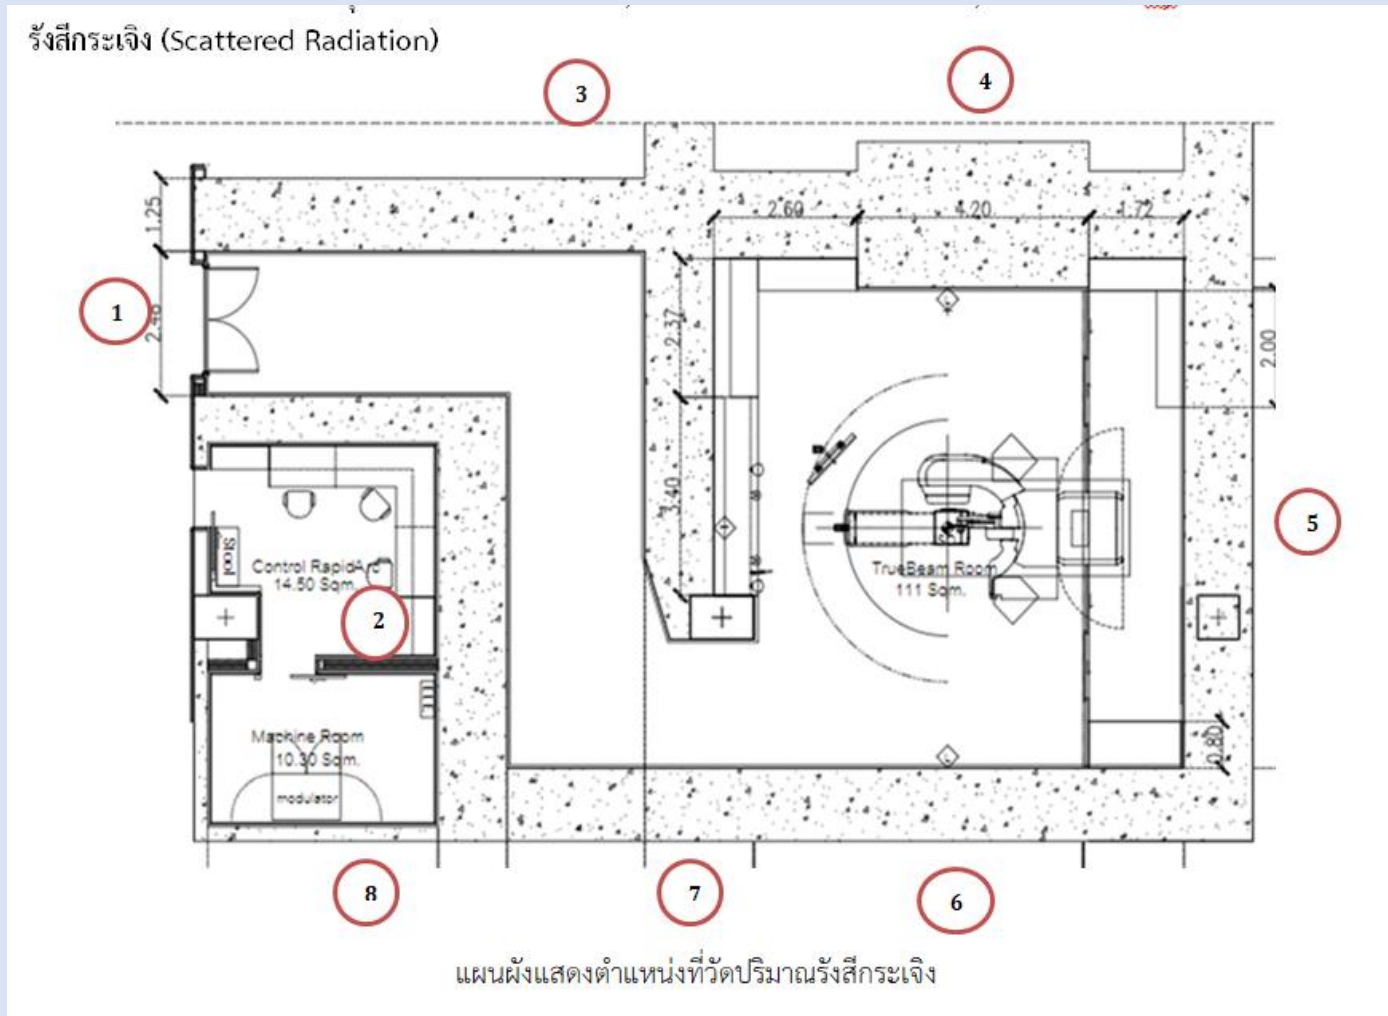 รังสีกระเจิง (Scattered Radiation)
3
4
1.25
2.60
4.20
1.72
1
2.48
2.37
2.00
3.40
5
Stool
Control RapidArc
14.50 Sqm.
TrueBeam Room
111 Sqm.
2
Machine Room
10.30 Sqm.
modulator
0.80
8
7
6
แผนผังแสดงตำแหน่งที่วัดปริมาณรังสีกระเจิง